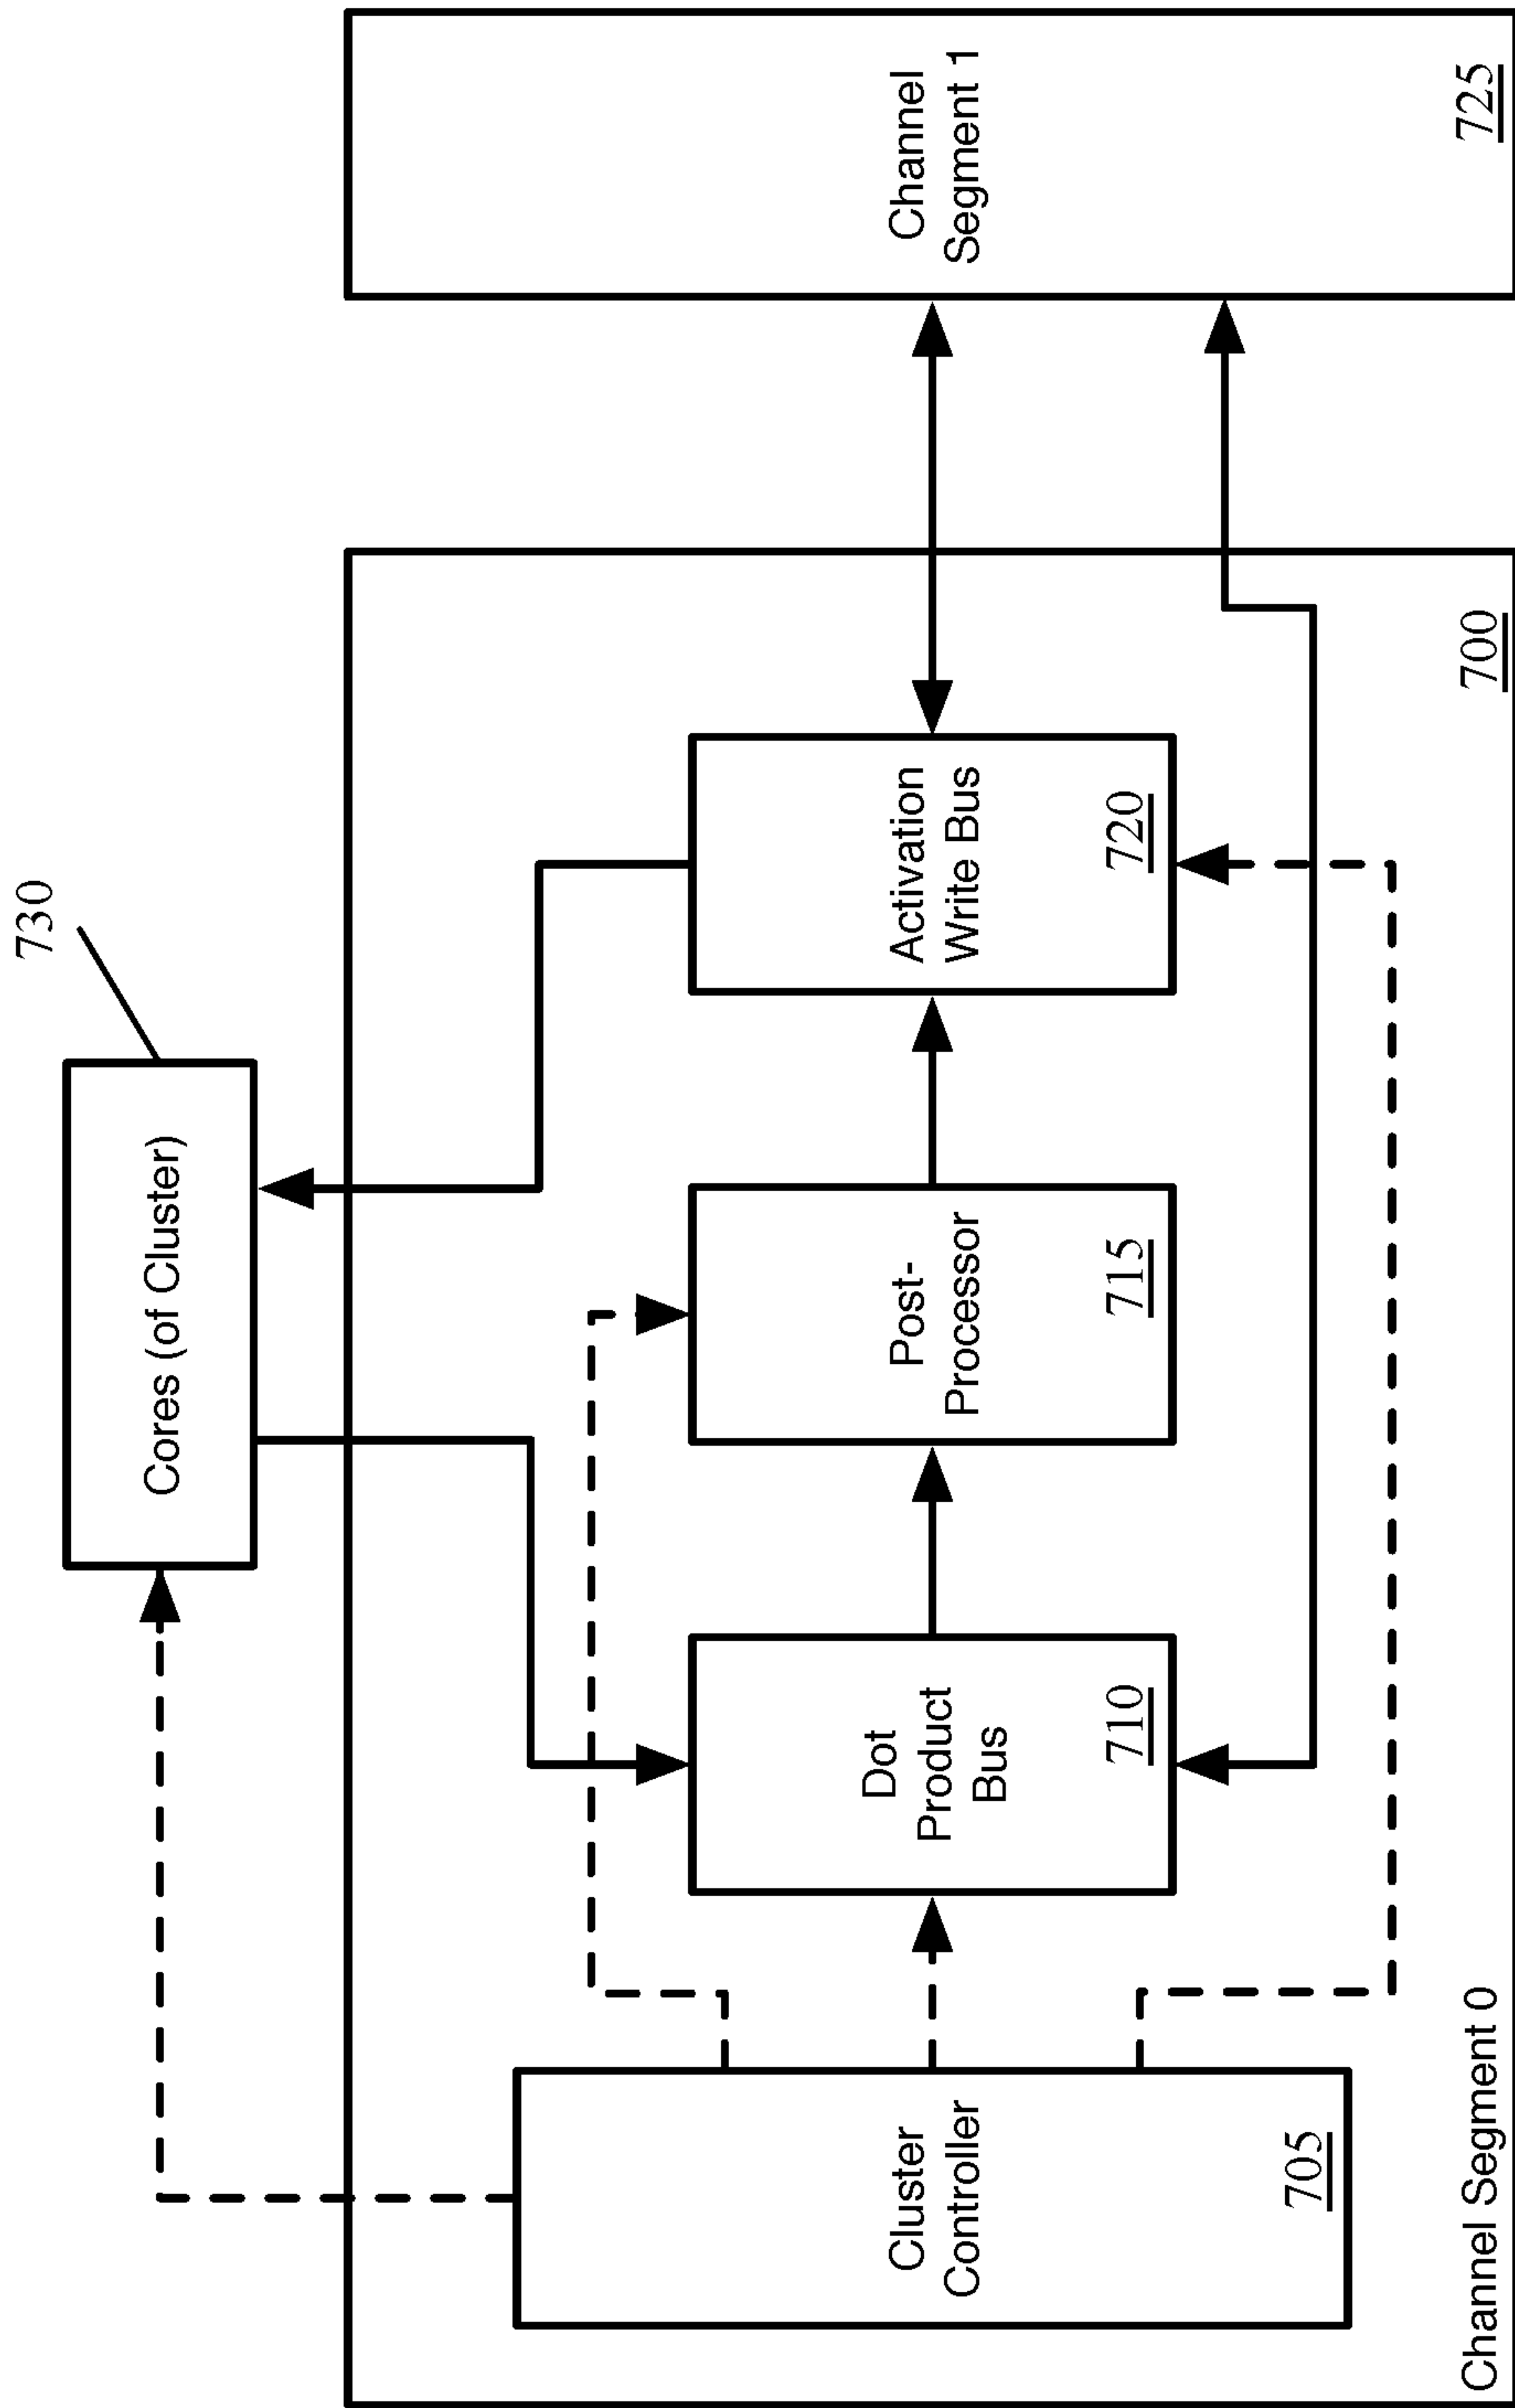 730
Cores (of Cluster)
Cluster
Controller
705
Dot
Product
Bus
710
Post-
Processor
715
Activation
Write Bus
720
Channel
Segment 1
725
Channel Segment 0
700